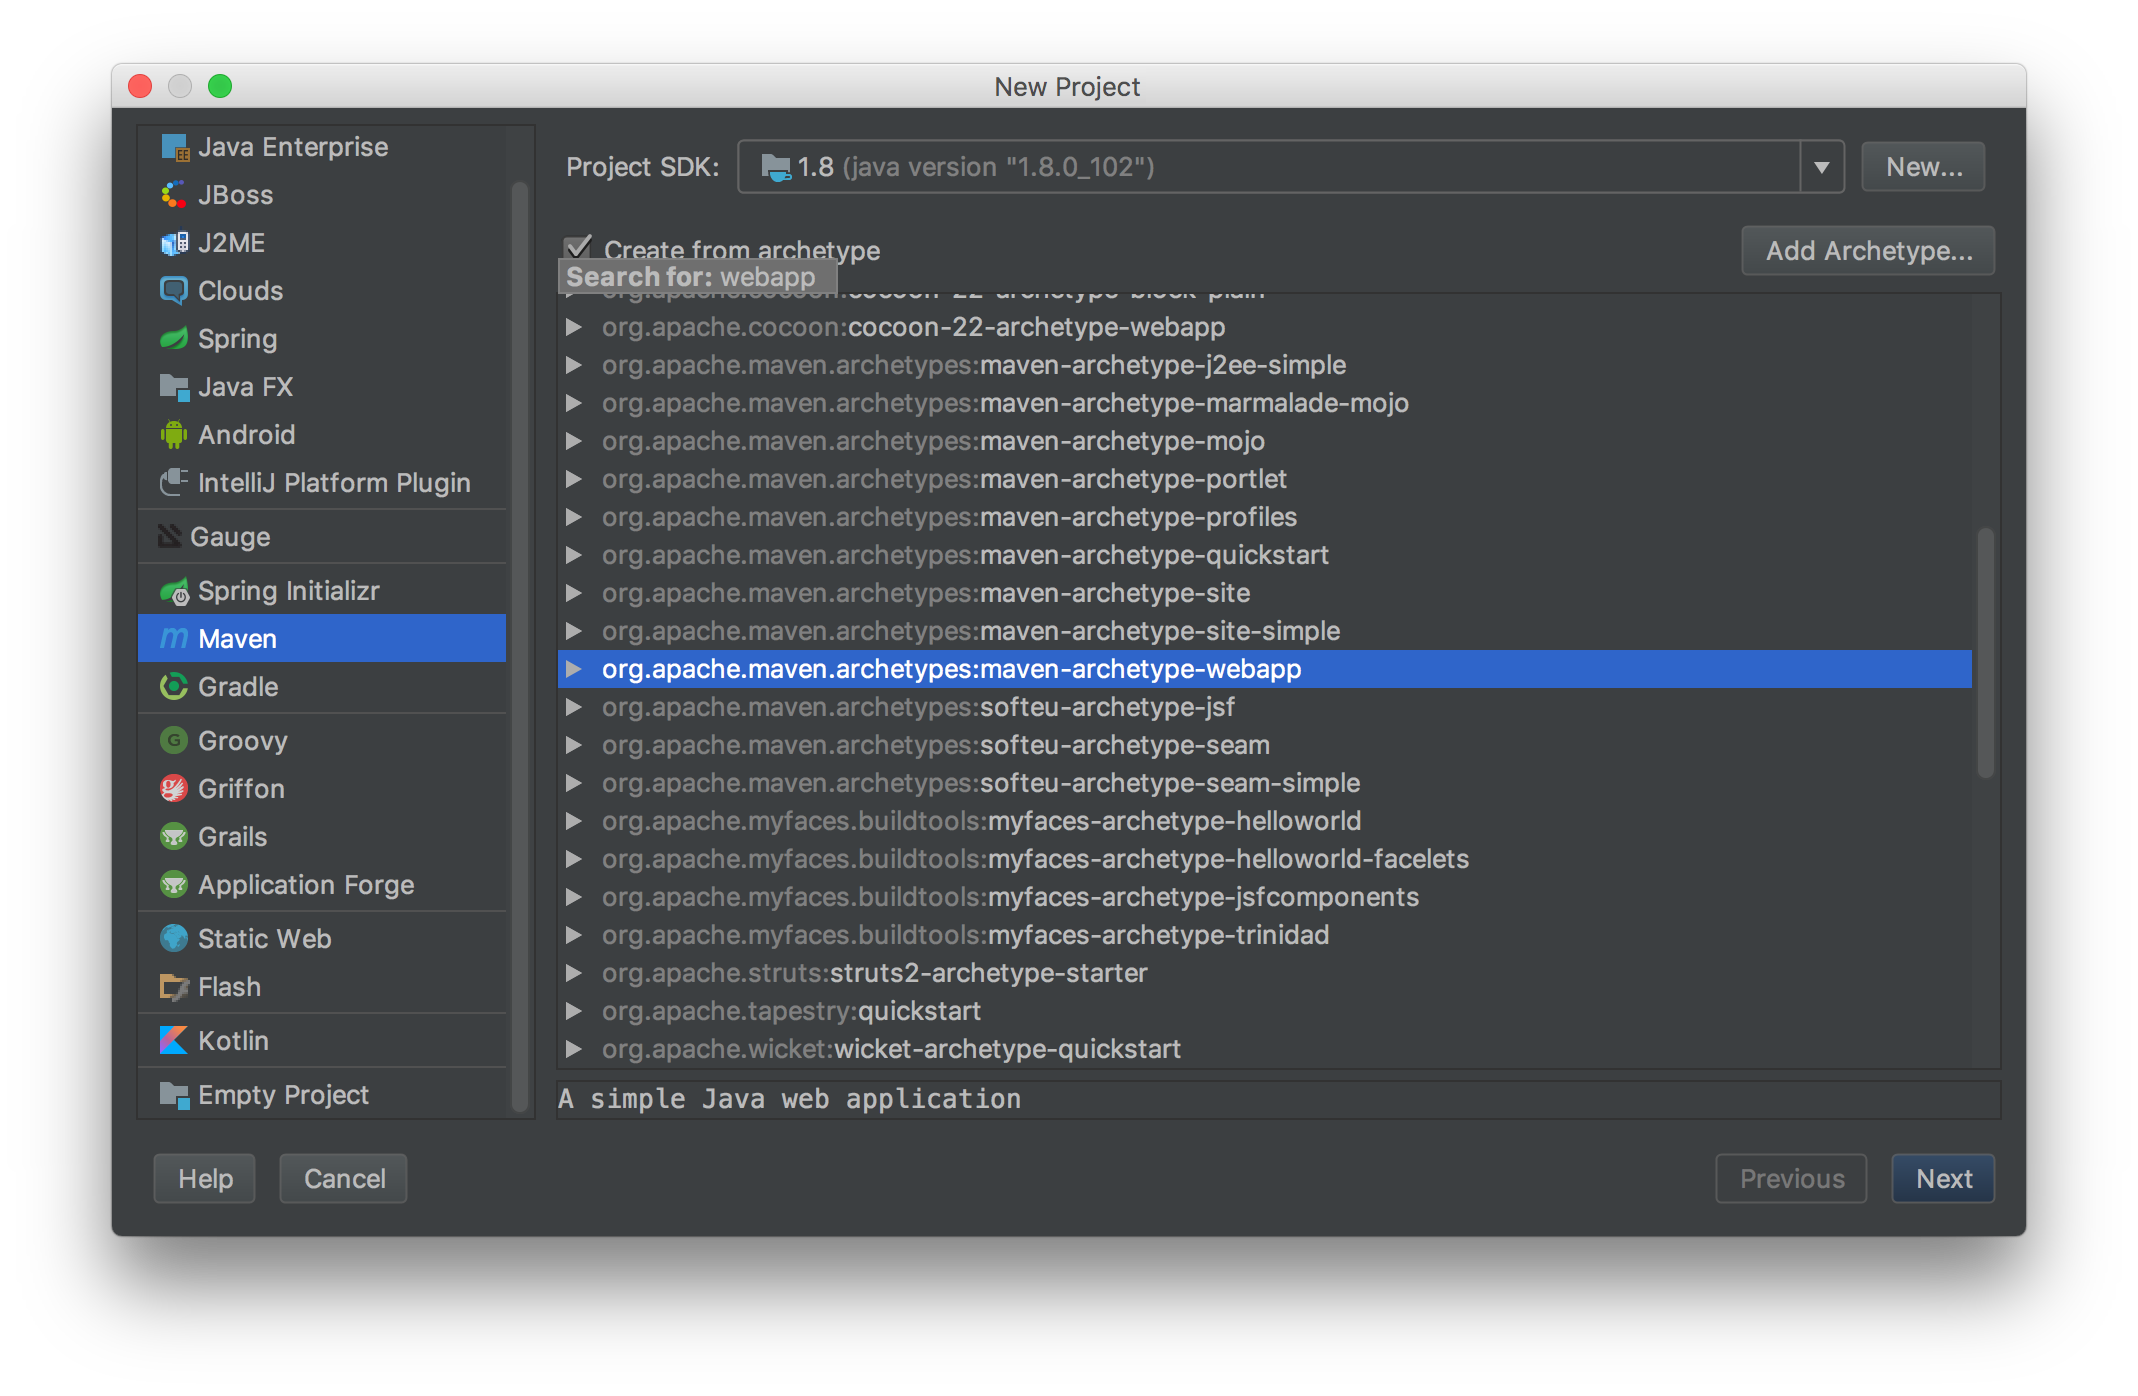 New Project
Java Enterprise
JBoss
J2ME
Clouds
Spring
Java FX
Android
IntelliJ Platform Plugin
Gauge
Spring Initializr
Maven
Gradle
Groovy
Griffon
Grails
Application Forge
Static Web
Flash
Kotlin
Empty Project
Project SDK: 1.8 (java version "1.8.0_102") New...
Create from archetype Add Archetype...
Search for: webapp
org.apache.cocoon:cocoon-22-archetype-block-plain
org.apache.cocoon:cocoon-22-archetype-webapp
org.apache.maven.archetypes:maven-archetype-j2ee-simple
org.apache.maven.archetypes:maven-archetype-marmalade-mojo
org.apache.maven.archetypes:maven-archetype-mojo
org.apache.maven.archetypes:maven-archetype-portlet
org.apache.maven.archetypes:maven-archetype-profiles
org.apache.maven.archetypes:maven-archetype-quickstart
org.apache.maven.archetypes:maven-archetype-site
org.apache.maven.archetypes:maven-archetype-site-simple
org.apache.maven.archetypes:maven-archetype-webapp
org.apache.maven.archetypes:softeu-archetype-jsf
org.apache.maven.archetypes:softeu-archetype-seam
org.apache.maven.archetypes:softeu-archetype-seam-simple
org.apache.myfaces.buildtools:myfaces-archetype-helloworld
org.apache.myfaces.buildtools:myfaces-archetype-helloworld-facelets
org.apache.myfaces.buildtools:myfaces-archetype-jsfcomponents
org.apache.myfaces.buildtools:myfaces-archetype-trinidad
org.apache.struts:struts2-archetype-starter
org.apache.tapestry:quickstart
org.apache.wicket:wicket-archetype-quickstart
A simple Java web application
Help Cancel Previous Next